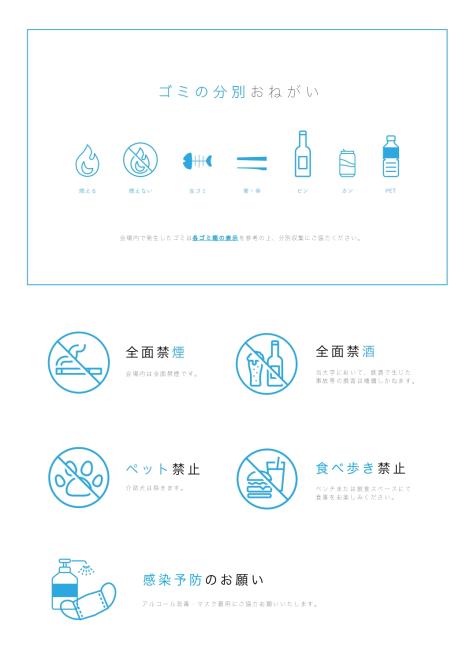 ゴミの分別おねがい
燃える
燃えない
生ゴミ
箸・串
ビン
カン
PET
会場内で発生したゴミは各ゴミ箱の表示を参考の上、分別収集にご協力ください。
全面禁煙
会場内は全面禁煙です。
全面禁酒
当大学において、飲酒で生じた
事故等の損害は補償しかねます。
ペット禁止
介助犬は除きます。
食べ歩き禁止
ベンチまたは飲食スペースにて
食事をお楽しみください。
感染予防のお願い
アルコール消毒・マスク着用にご協力お願いいたします。